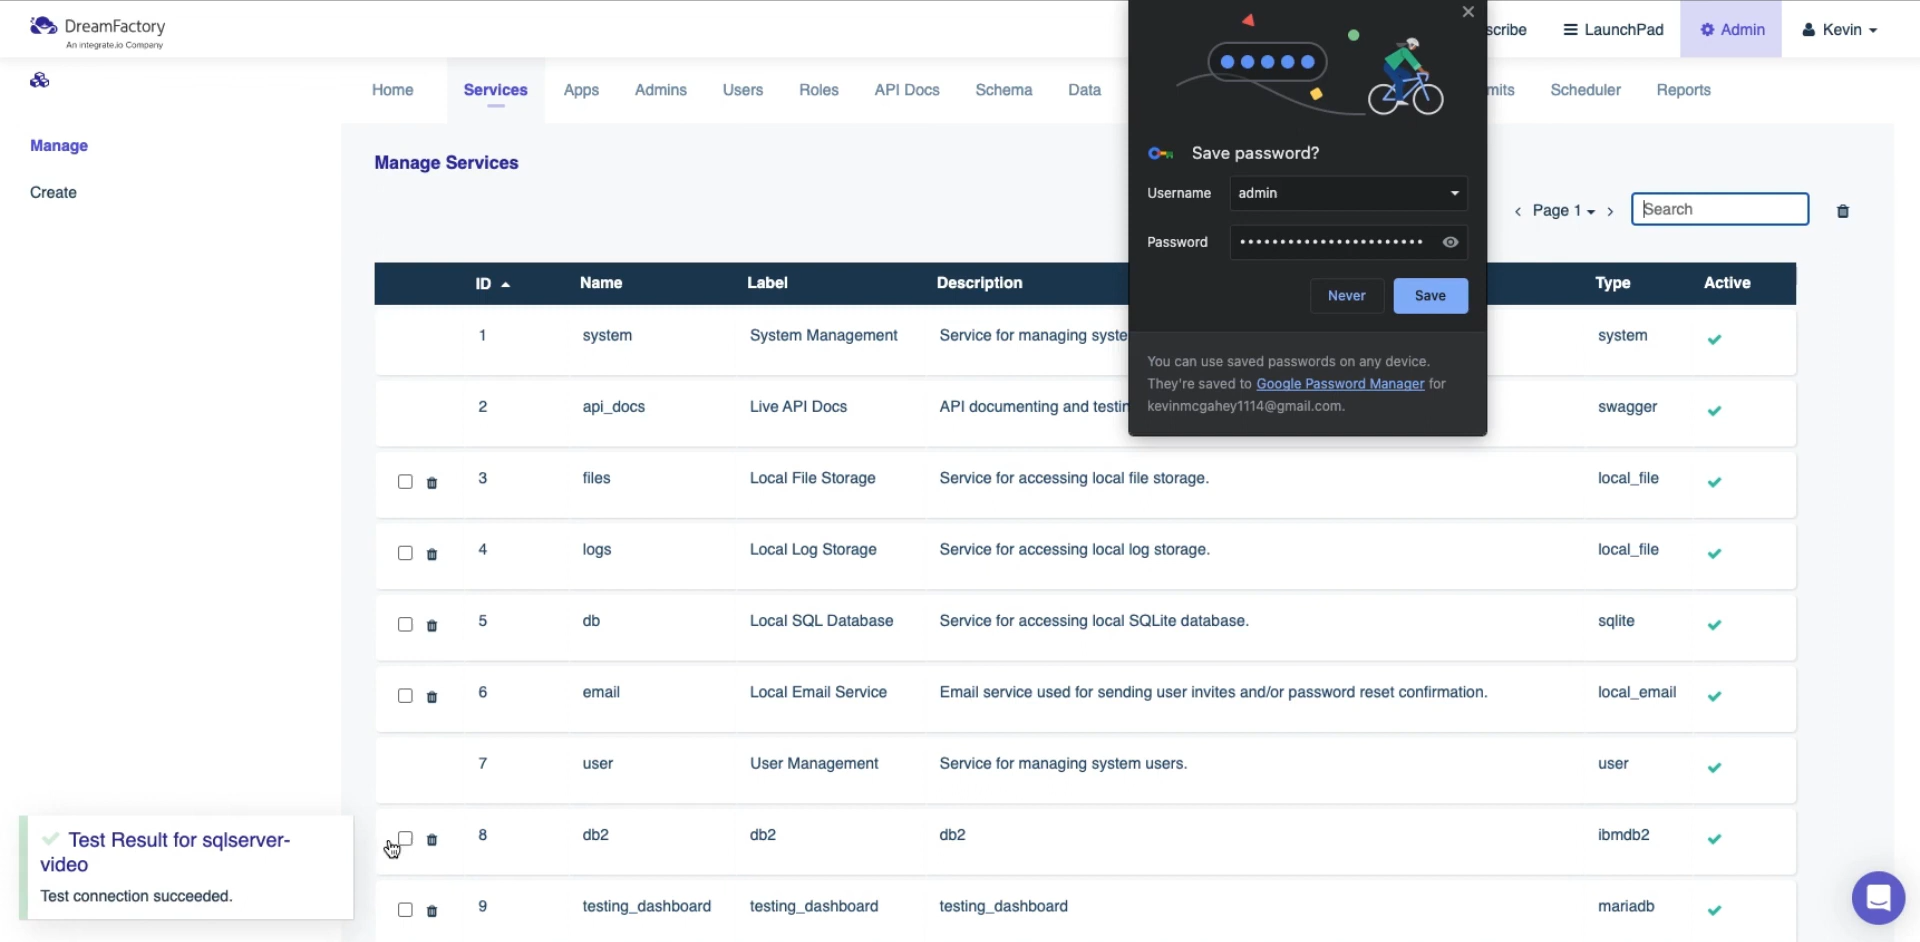 DreamFactory
An integrate.io Company
scribe
LaunchPad
Admin
Kevin
Home
Services
Apps
Admins
Users
Roles
API Docs
Schema
Data
mits
Scheduler
Reports
Manage
Create
Manage Services
Page 1
Search
Save password?
Username
admin
Password
Never
Save
You can use saved passwords on any device.
They're saved to Google Password Manager for
kevinmcgahey1114@gmail.com.
ID Name Label Description Type Active
1 system System Management Service for managing syste system
2 api_docs Live API Docs API documenting and testin swagger
3 files Local File Storage Service for accessing local file storage. local_file
4 logs Local Log Storage Service for accessing local log storage. local_file
5 db Local SQL Database Service for accessing local SQLite database. sqlite
6 email Local Email Service Email service used for sending user invites and/or password reset confirmation. local_email
7 user User Management Service for managing system users. user
8 db2 db2 db2 ibmdb2
9 testing_dashboard testing_dashboard testing_dashboard mariadb
Test Result for sqlserver-
video
Test connection succeeded.